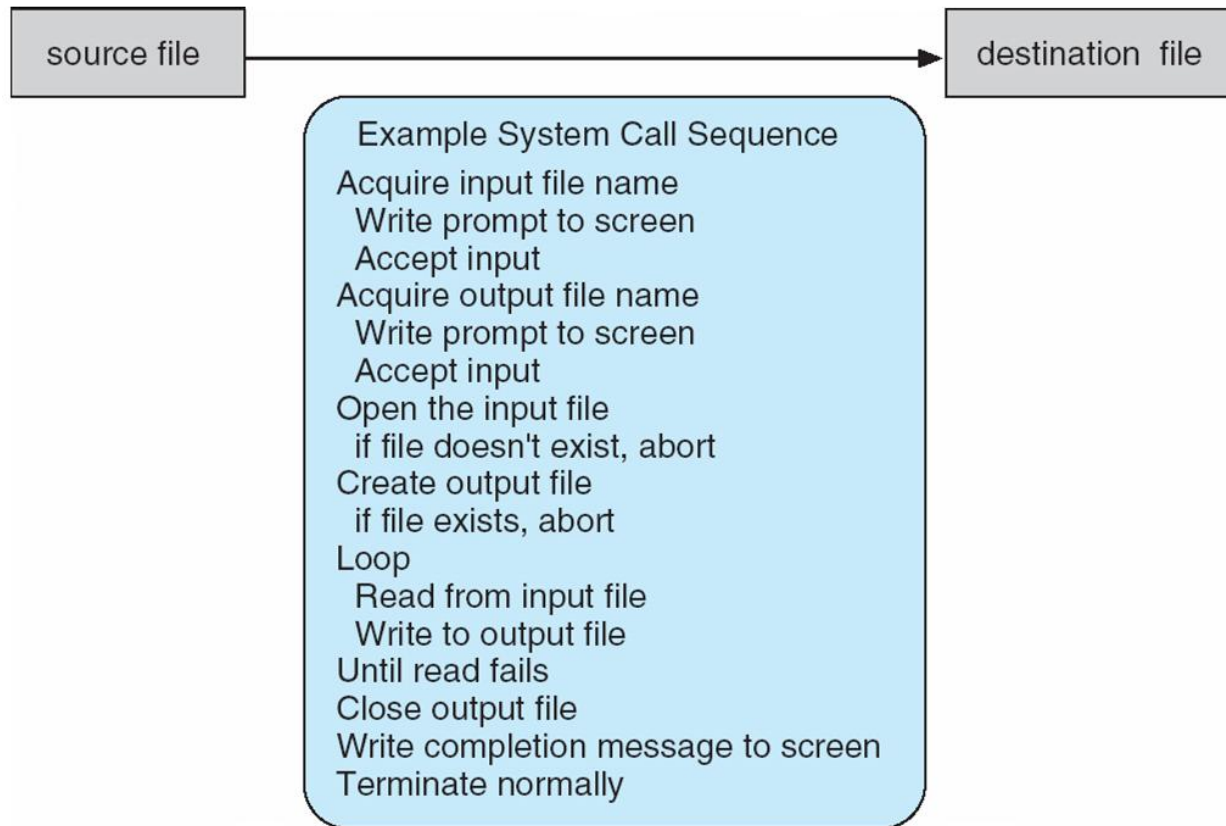 source file
destination file
Example System Call Sequence
Acquire input file name
Write prompt to screen
Accept input
Acquire output file name
Write prompt to screen
Accept input
Open the input file
if file doesn't exist, abort
Create output file
if file exists, abort
Loop
Read from input file
Write to output file
Until read fails
Close output file
Write completion message to screen
Terminate normally